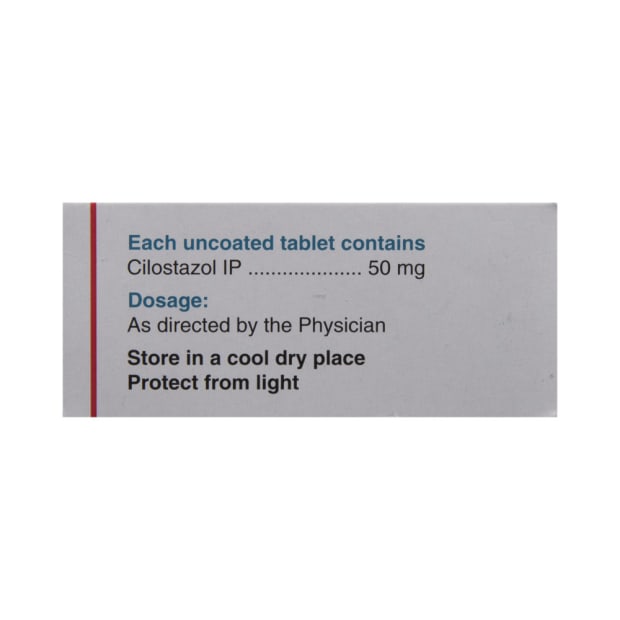 Each uncoated tablet contains
Cilostazol IP .................... 50 mg
Dosage:
As directed by the Physician
Store in a cool dry place
Protect from light